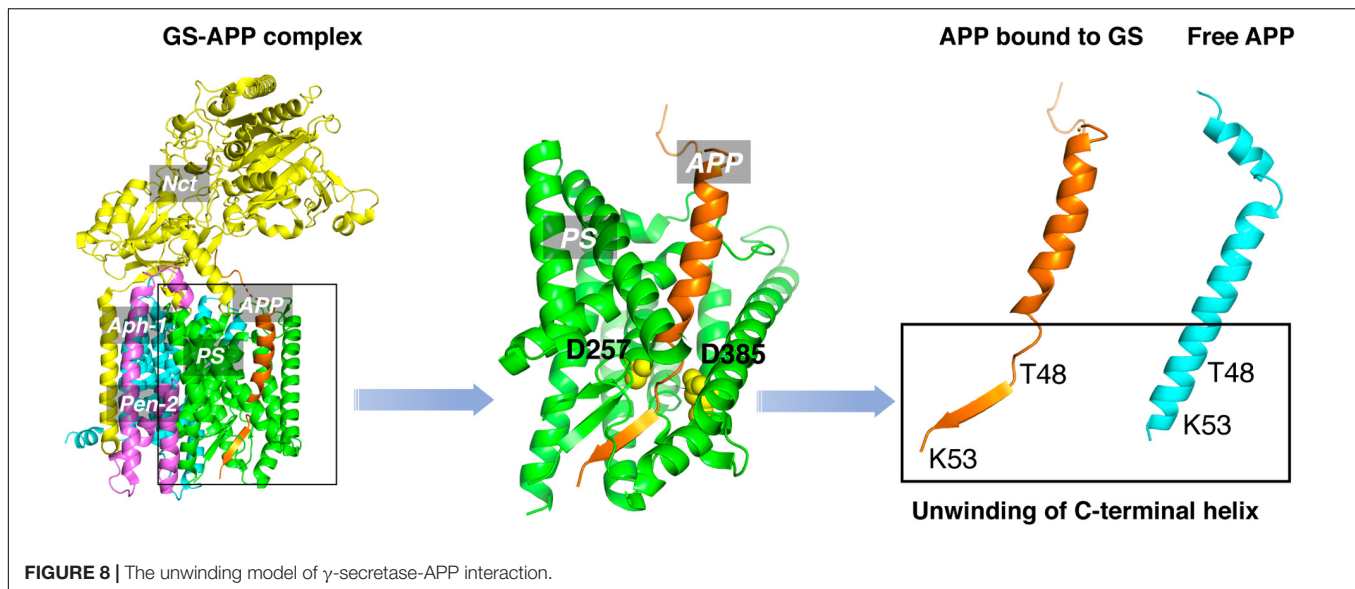 GS-APP complex
APP bound to GS
Free APP
Nct
APP
Aph-1
PS
Pen-2
APP
PS
D257
D385
T48
K53
T48
K53
Unwinding of C-terminal helix
FIGURE 8 | The unwinding model of γ-secretase-APP interaction.